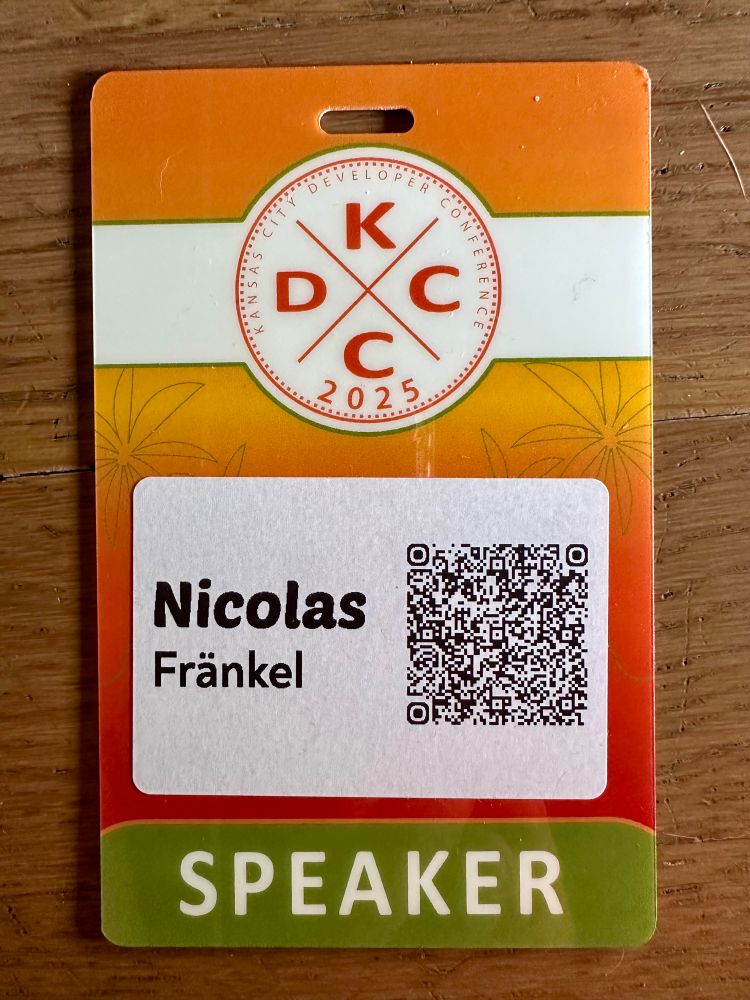 KANSAS CITY DEVELOPER CONFERENCE
K
D C
C
2025
Nicolas
Fränkel
SPEAKER